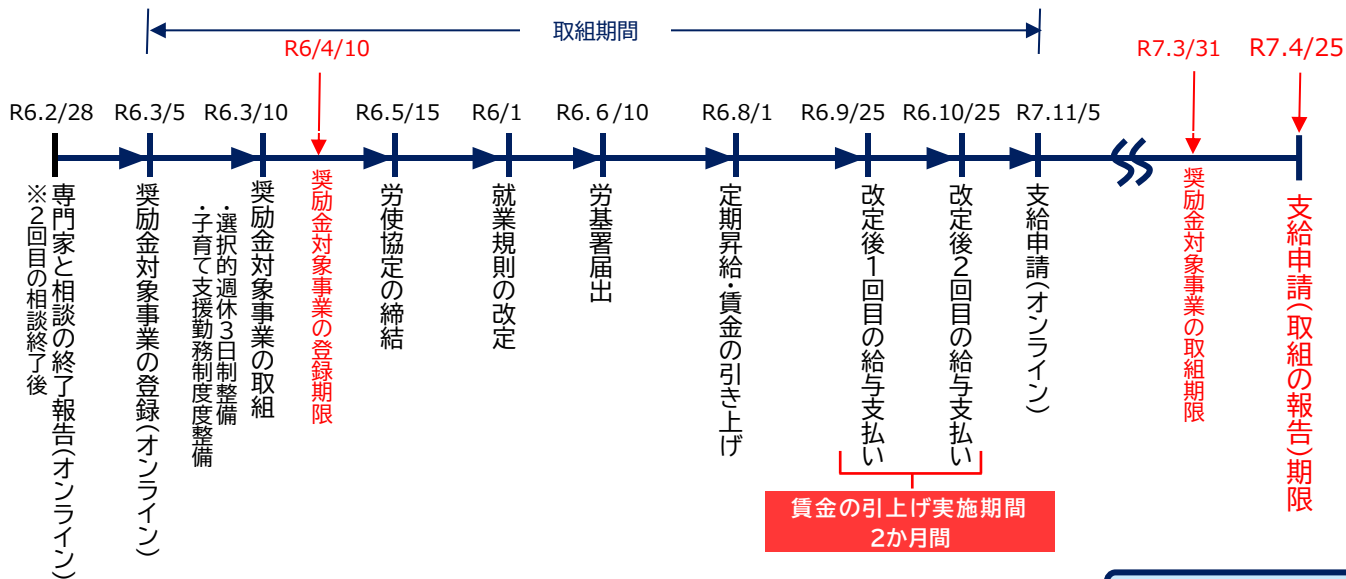 取組期間
R6/4/10
R7.3/31
R7.4/25
R6.2/28
R6.3/5
R6.3/10
R6.5/15
R6/1
R6.６/10
R6.8/1
R6.9/25
R6.10/25
R7.11/5
専門家と相談の終了報告(オンライン)
※２回目の相談終了後
奨励金対象事業の登録(オンライン)
奨励金対象事業の取組
・選択的週休３日制整備
・子育て支援勤務制度度整備
奨励金対象事業の登録期限
労使協定の締結
就業規則の改定
労基署届出
定期昇給・賃金の引き上げ
改定後１回目の給与支払い
改定後２回目の給与支払い
支給申請(オンライン)
奨励金対象事業の取組期限
支給申請(取組の報告)期限
賃金の引上げ実施期間
2か月間